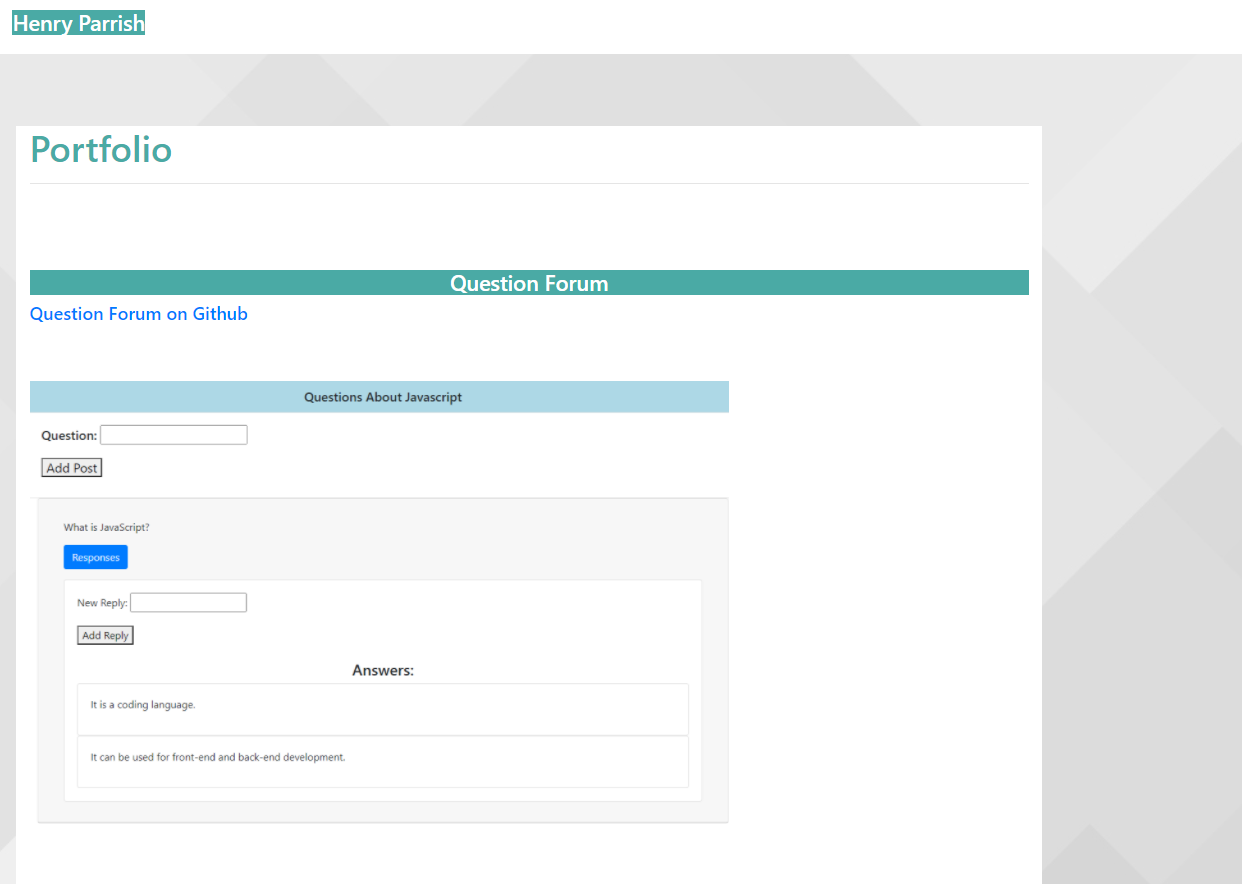 Henry Parrish
Portfolio
Question Forum
Question Forum on Github
Questions About Javascript
Question:
Add Post
What is JavaScript?
Responses
New Reply:
Add Reply
Answers:
It is a coding language.
It can be used for front-end and back-end development.